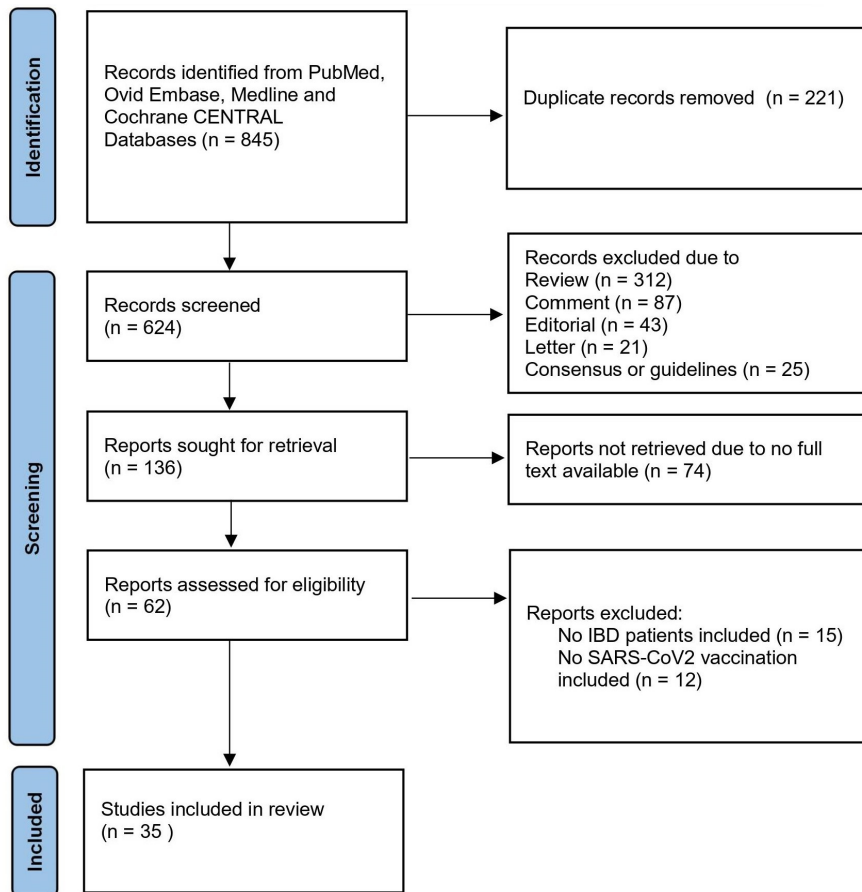 Identification
Records identified from PubMed,
Ovid Embase, Medline and
Cochrane CENTRAL
Databases (n = 845)
Duplicate records removed (n = 221)
Screening
Records screened
(n = 624)
Records excluded due to
Review (n = 312)
Comment (n = 87)
Editorial (n = 43)
Letter (n = 21)
Consensus or guidelines (n = 25)
Reports sought for retrieval
(n = 136)
Reports not retrieved due to no full
text available (n = 74)
Reports assessed for eligibility
(n = 62)
Reports excluded:
No IBD patients included (n = 15)
No SARS-CoV2 vaccination
included (n = 12)
Included
Studies included in review
(n = 35 )